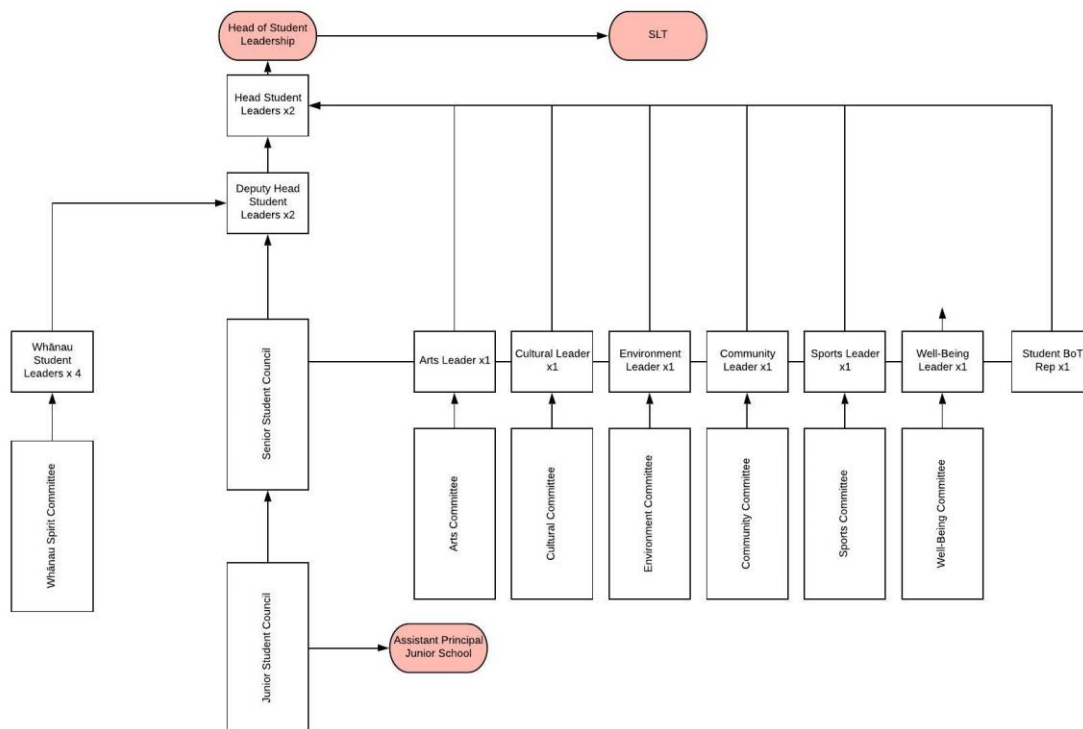 Head of Student
Leadership
SLT
Head Student
Leaders x2
Deputy Head
Student
Leaders x2
Whānau
Student
Leaders x 4
Senior Student Council
Arts Leader x1
Cultural Leader
x1
Environment
Leader x1
Community
Leader x1
Sports Leader
x1
Well-Being
Leader x1
Student BoT
Rep x1
Whānau Spirit Committee
Arts Committee
Cultural Committee
Environment Committee
Community Committee
Sports Committee
Well-Being Committee
Junior Student Council
Assistant Principal
Junior School